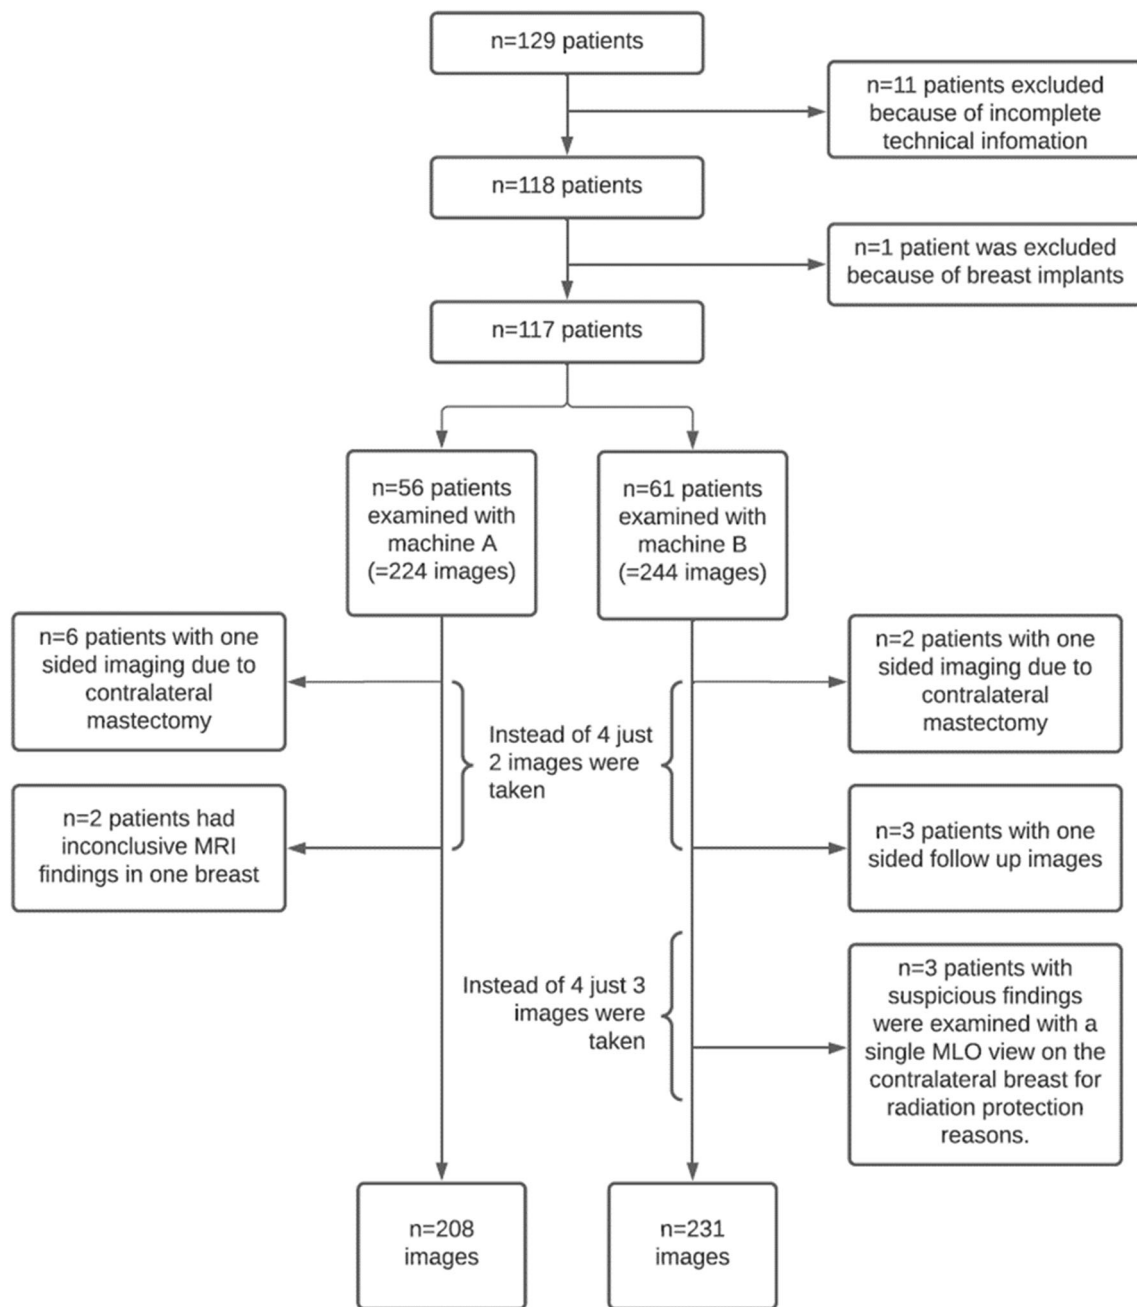 n=129 patients
n=11 patients excluded
because of incomplete
technical infomation
n=118 patients
n=1 patient was excluded
because of breast implants
n=117 patients
n=56 patients
examined with
machine A
(=224 images)
n=61 patients
examined with
machine B
(=244 images)
n=6 patients with one
sided imaging due to
contralateral
mastectomy
n=2 patients with one
sided imaging due to
contralateral
mastectomy
Instead of 4 just
2 images were
taken
n=2 patients had
inconclusive MRI
findings in one breast
n=3 patients with one
sided follow up images
Instead of 4 just 3
images were
taken
n=3 patients with
suspicious findings
were examined with a
single MLO view on the
contralateral breast for
radiation protection
reasons.
n=208
images
n=231
images